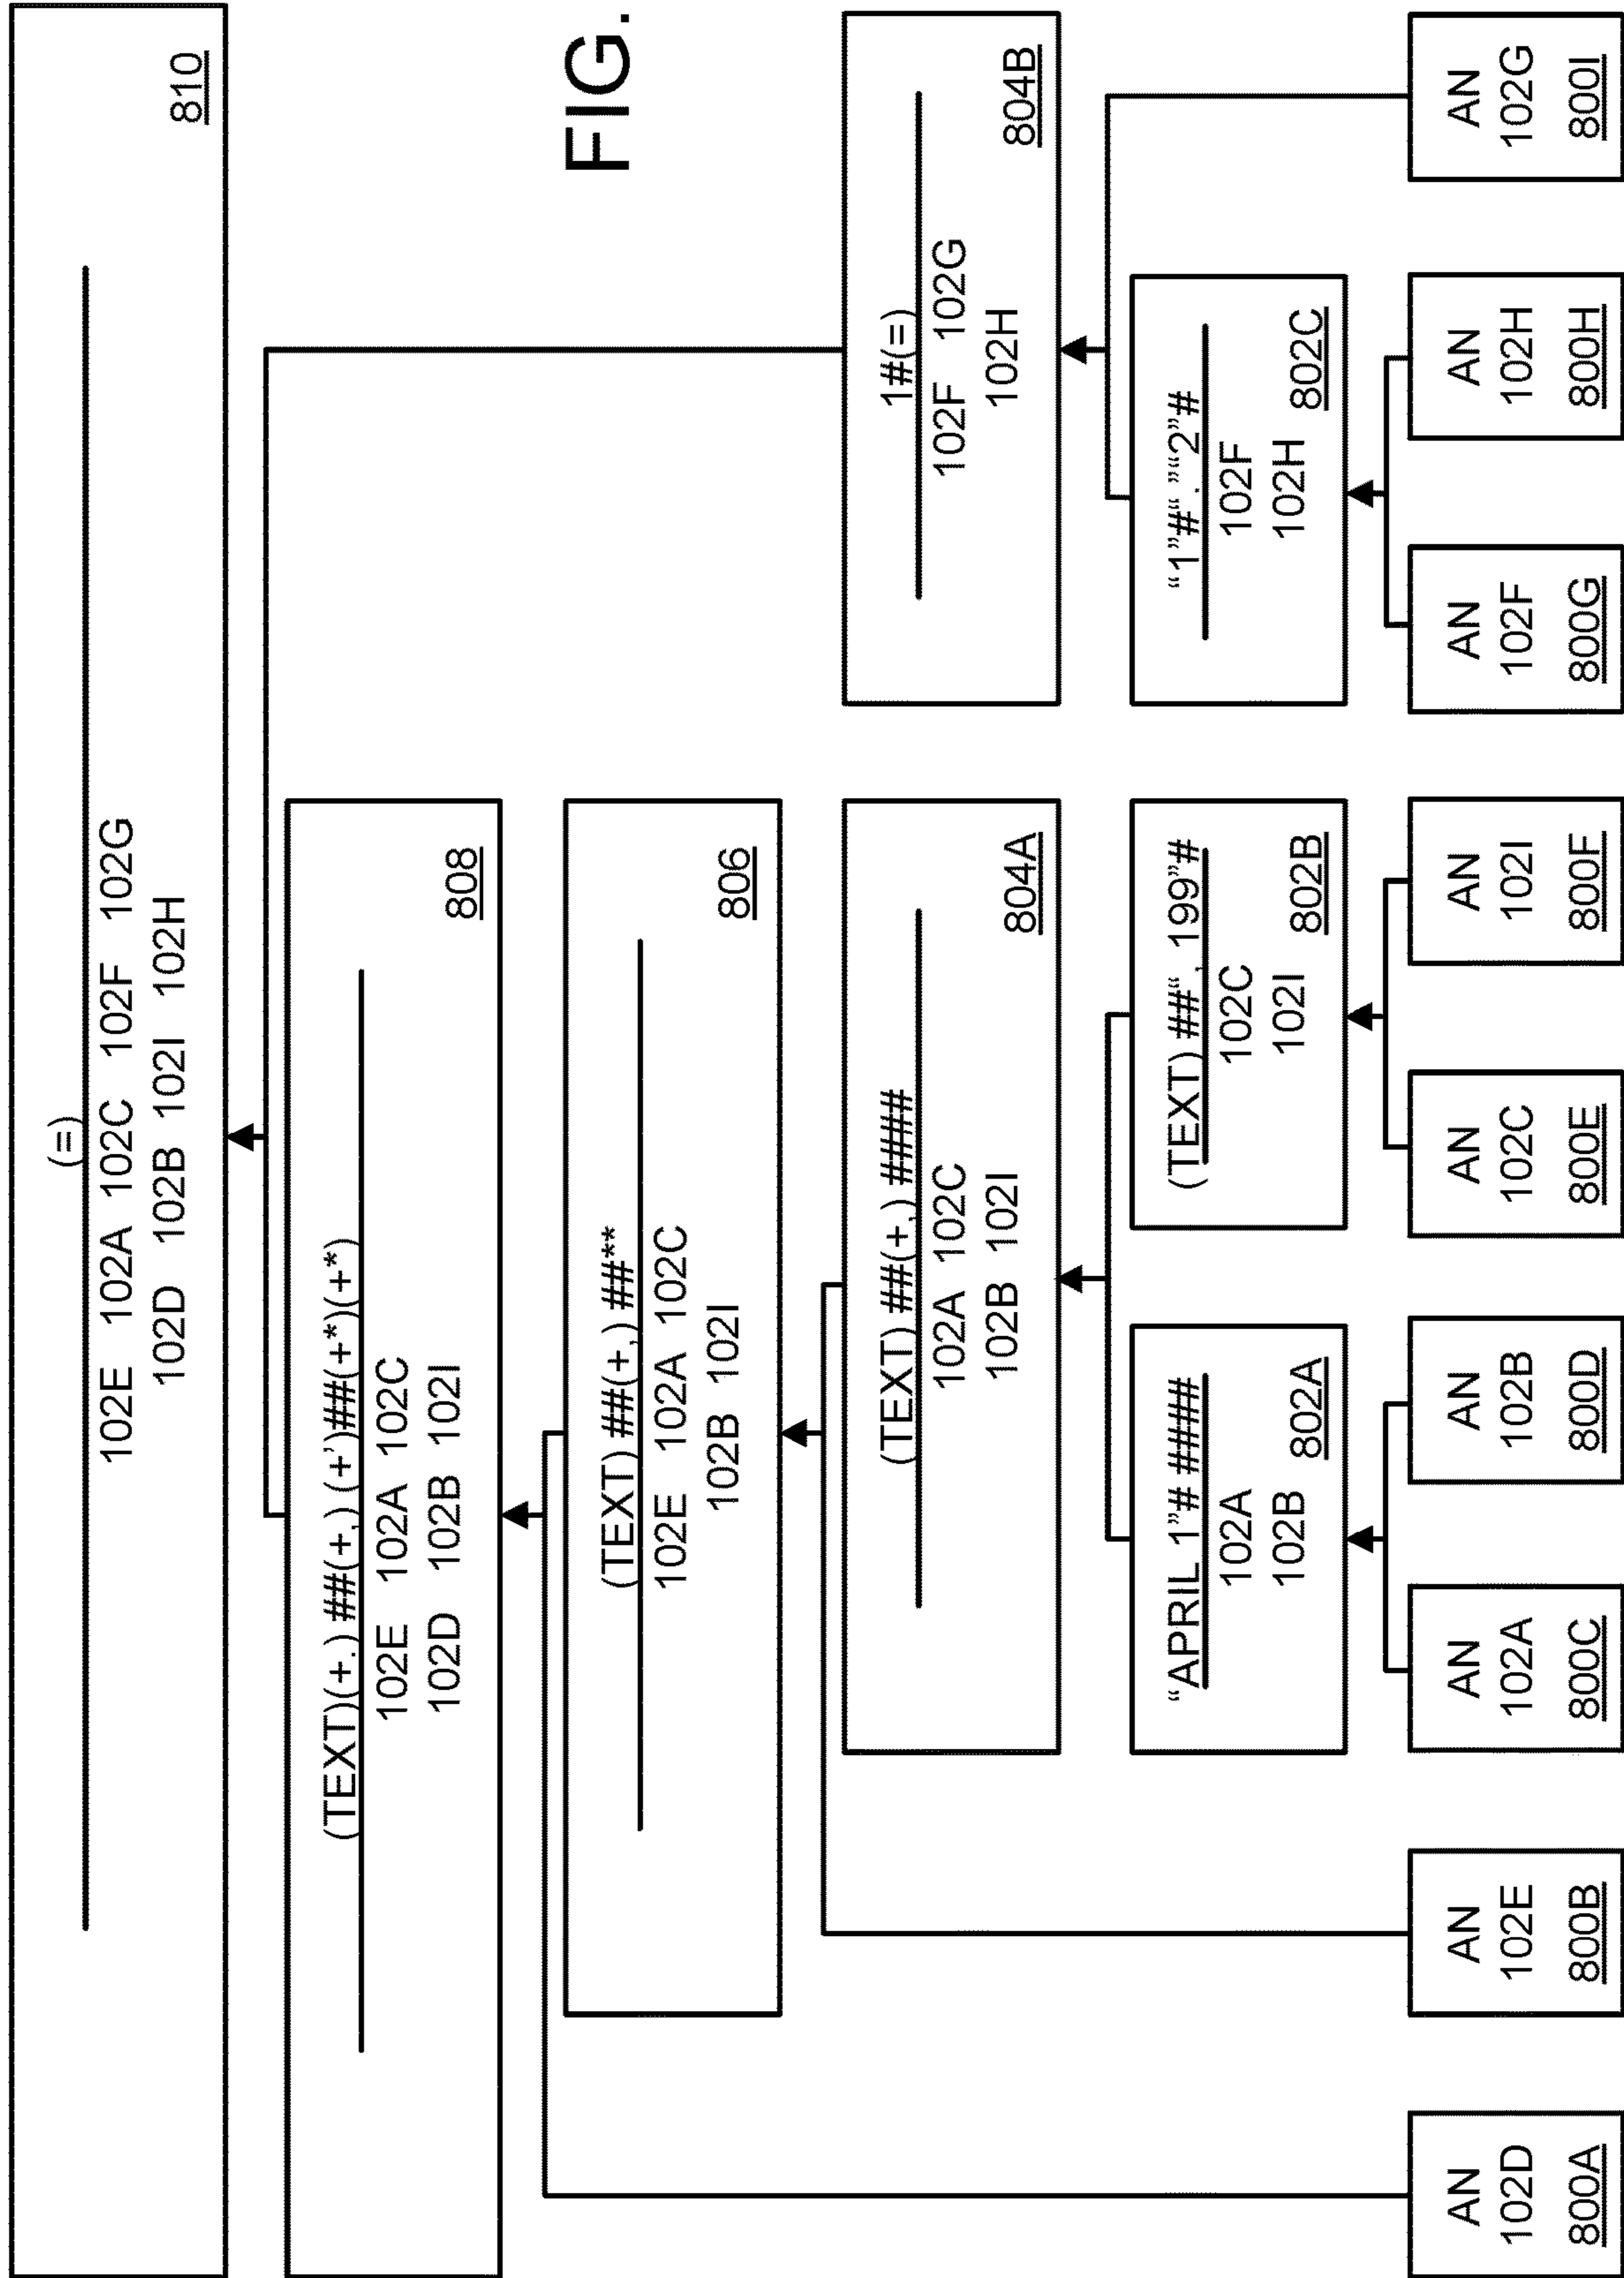 (=)
102E 102A 102C 102F 102G
102D 102B 102I 102H
810
(TEXT)(+.) ##(+,) (+’)##(+*)(+*)
102E 102A 102C
102D 102B 102I
808
FIG.
(TEXT) ##(+,) ##**
102E 102A 102C
102B 102I
806
(TEXT) ##(+,) ####
102A 102C
102B 102I
804A
1#(=)
102F 102G
102H
804B
“APRIL 1”# ####
102A
102B
802A
(TEXT) ##“, 199”#
102C
102I
802B
“1”#“.”“2”#
102F
102H
802C
AN
102D
800A
AN
102E
800B
AN
102A
800C
AN
102B
800D
AN
102C
800E
AN
102I
800F
AN
102F
800G
AN
102H
800H
AN
102G
800I